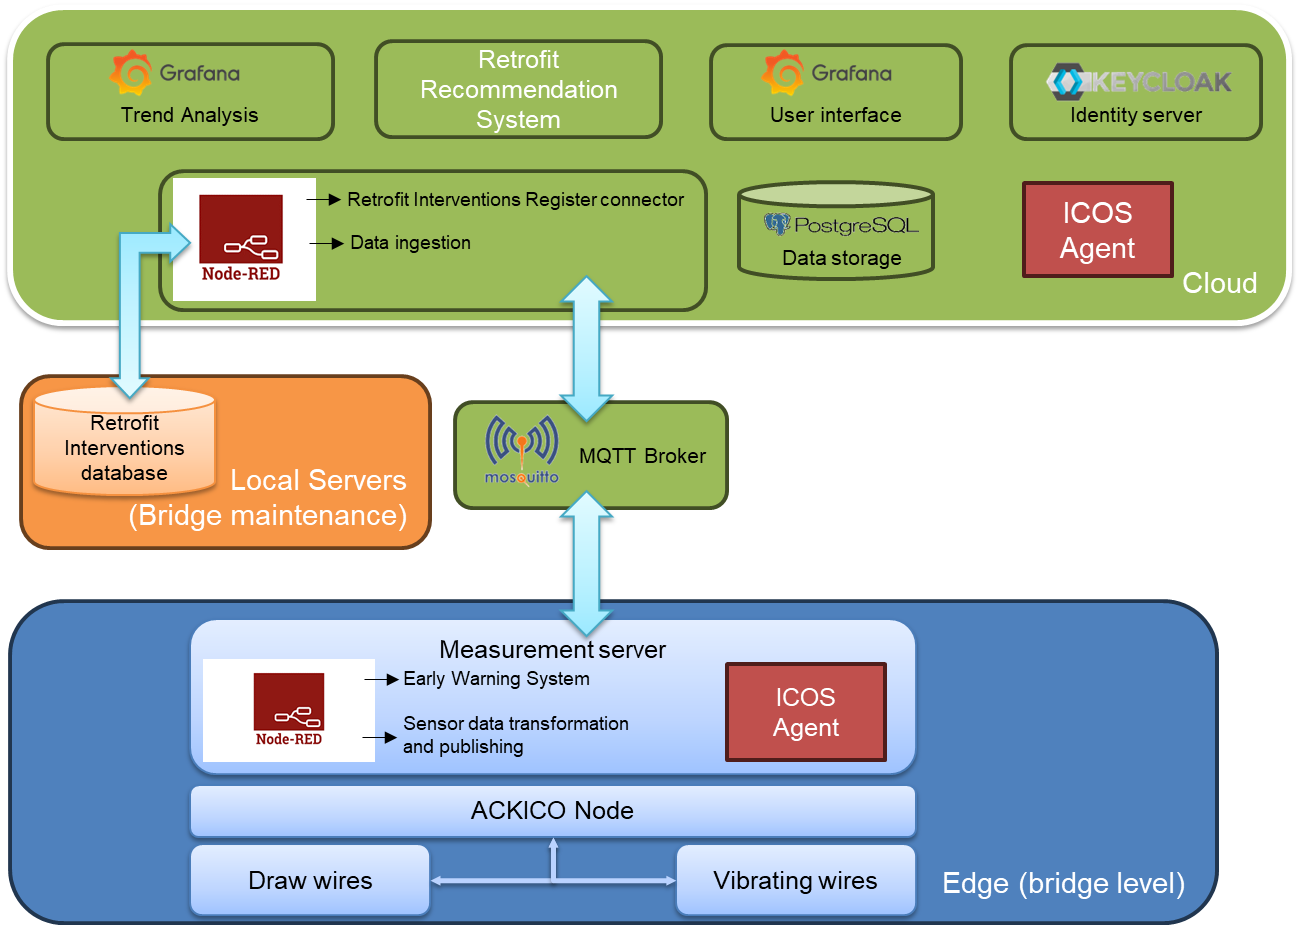 Grafana
Trend Analysis
Retrofit
Recommendation
System
Grafana
User interface
KEYCLOAK
Identity server
Node-RED
Retrofit Interventions Register connector
Data ingestion
PostgreSQL
Data storage
ICOS
Agent
Cloud
Retrofit
Interventions
database
Local Servers
(Bridge maintenance)
mosquitto
MQTT Broker
Measurement server
Node-RED
Early Warning System
Sensor data transformation
and publishing
ICOS
Agent
ACKICO Node
Draw wires
Vibrating wires
Edge (bridge level)